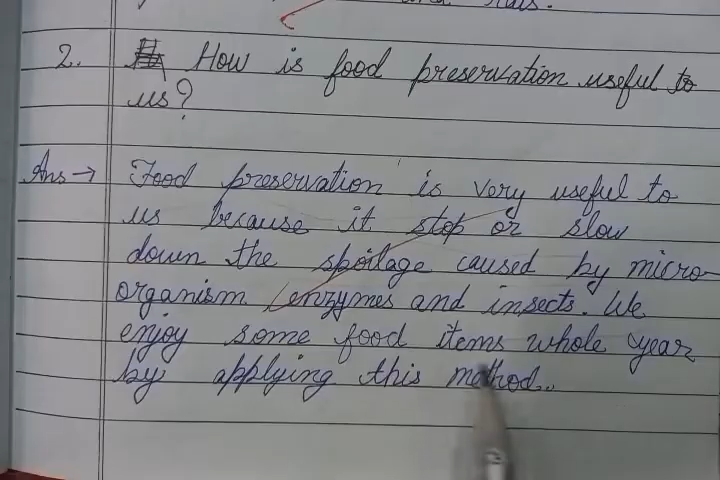 2. How is food preservation useful to
us?
Ans → Food preservation is very useful to
us because it stop or slow
down the spoilage caused by micro-
organism, enzymes and insects. We
enjoy some food items whole year
by applying this method..